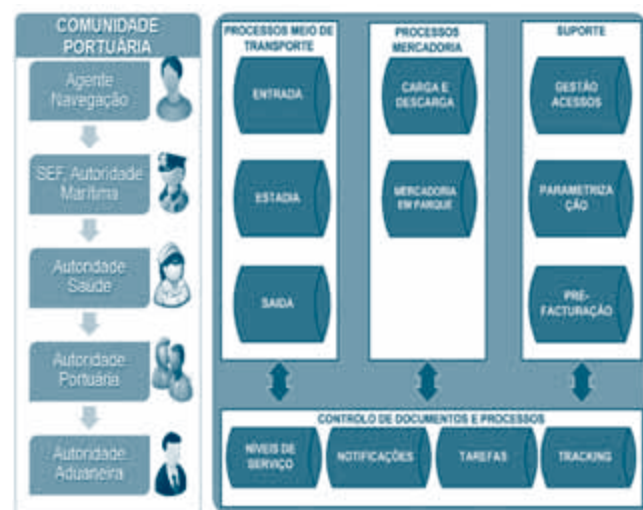 COMUNIDADE
PORTUÁRIA
Agente
Navegação
SEF, Autoridade
Marítima
Autoridade
Saúde
Autoridade
Portuária
Autoridade
Aduaneira
PROCESSOS MEIO DE
TRANSPORTE
ENTRADA
ESTADIA
SAIDA
PROCESSOS
MERCADORIA
CARGA E
DESCARGA
MERCADORIA
EM PARQUE
SUPORTE
GESTÃO
ACESSOS
PARAMETRIZA
ÇÃO
PRÉ-
FACTURAÇÃO
CONTROLO DE DOCUMENTOS E PROCESSOS
NÍVEIS DE
SERVIÇO
NOTIFICAÇÕES
TAREFAS
TRACKING